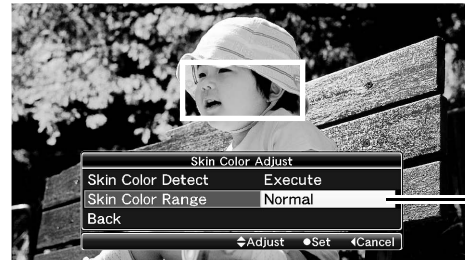 Skin Color Adjust
Skin Color Detect Execute
Skin Color Range Normal
Back
Adjust Set Cancel